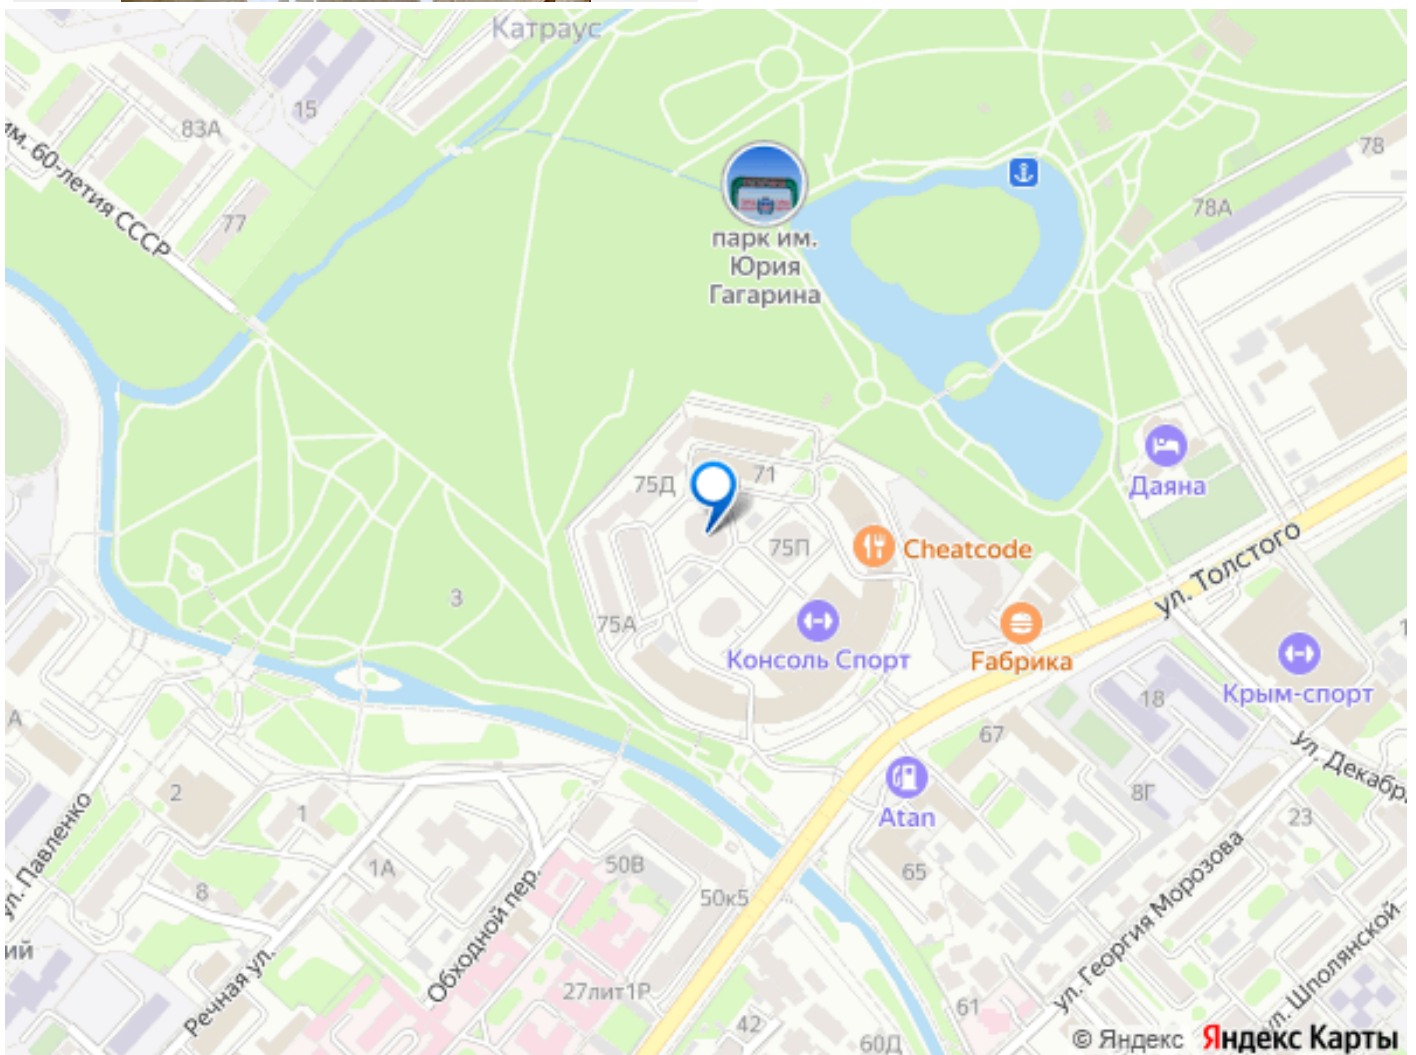 Катраус
15
83А
им. 60-летия СССР
77
78
78А
парк им.
Юрия
Гагарина
Даяна
71
75Д
75П
Cheatcode
ул. Толстого
3
75А
Консоль Спорт
Fабрика
Крым-спорт
18
67
ул. Декабр
А
2
1
Atan
8Г
23
ул. Павленко
1А
8
50В
65
50к5
ул. Георгия Морозова
ул. Шполянской
ий
Обходной пер.
Речная ул.
27лит1Р
42
61
60Д
© Яндекс Яндекс Карты